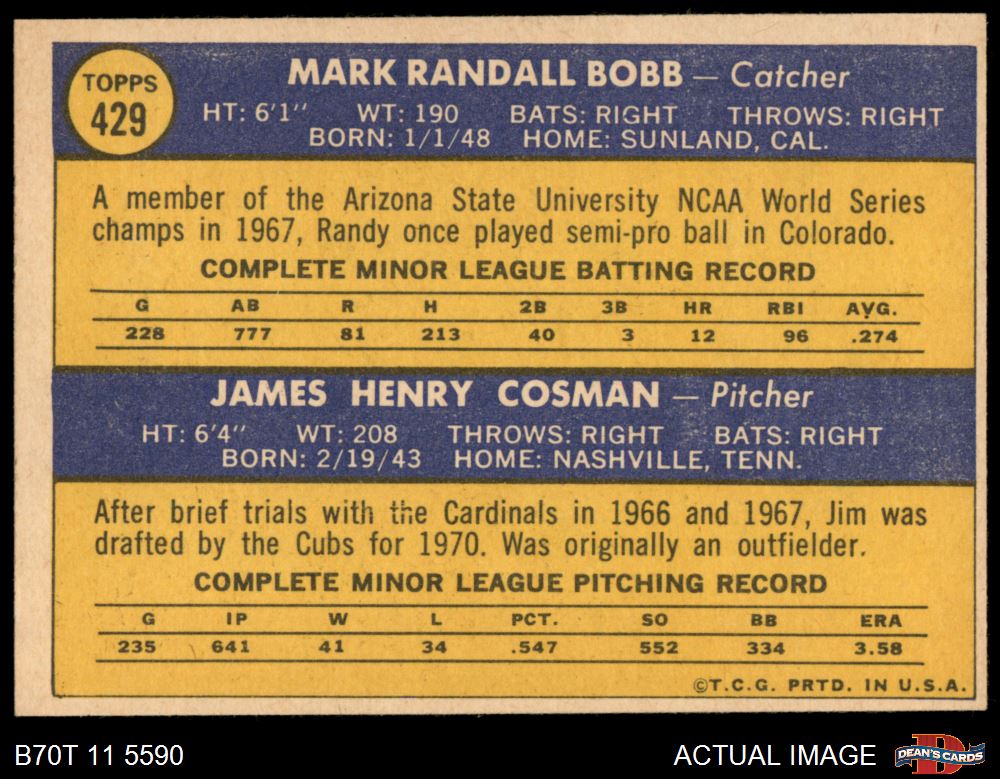 TOPPS
429
MARK RANDALL BOBB — Catcher
HT: 6'1" WT: 190 BATS: RIGHT THROWS: RIGHT
BORN: 1/1/48 HOME: SUNLAND, CAL.
A member of the Arizona State University NCAA World Series
champs in 1967, Randy once played semi-pro ball in Colorado.
COMPLETE MINOR LEAGUE BATTING RECORD
G AB R H 2B 3B HR RBI AVG.
228 777 81 213 40 3 12 96 .274
JAMES HENRY COSMAN — Pitcher
HT: 6'4" WT: 208 THROWS: RIGHT BATS: RIGHT
BORN: 2/19/43 HOME: NASHVILLE, TENN.
After brief trials with the Cardinals in 1966 and 1967, Jim was
drafted by the Cubs for 1970. Was originally an outfielder.
COMPLETE MINOR LEAGUE PITCHING RECORD
G IP W L PCT. SO BB ERA
235 641 41 34 .547 552 334 3.58
©T.C.G. PRTD. IN U.S.A.
B70T 11 5590
ACTUAL IMAGE
D
DEAN'S CARDS